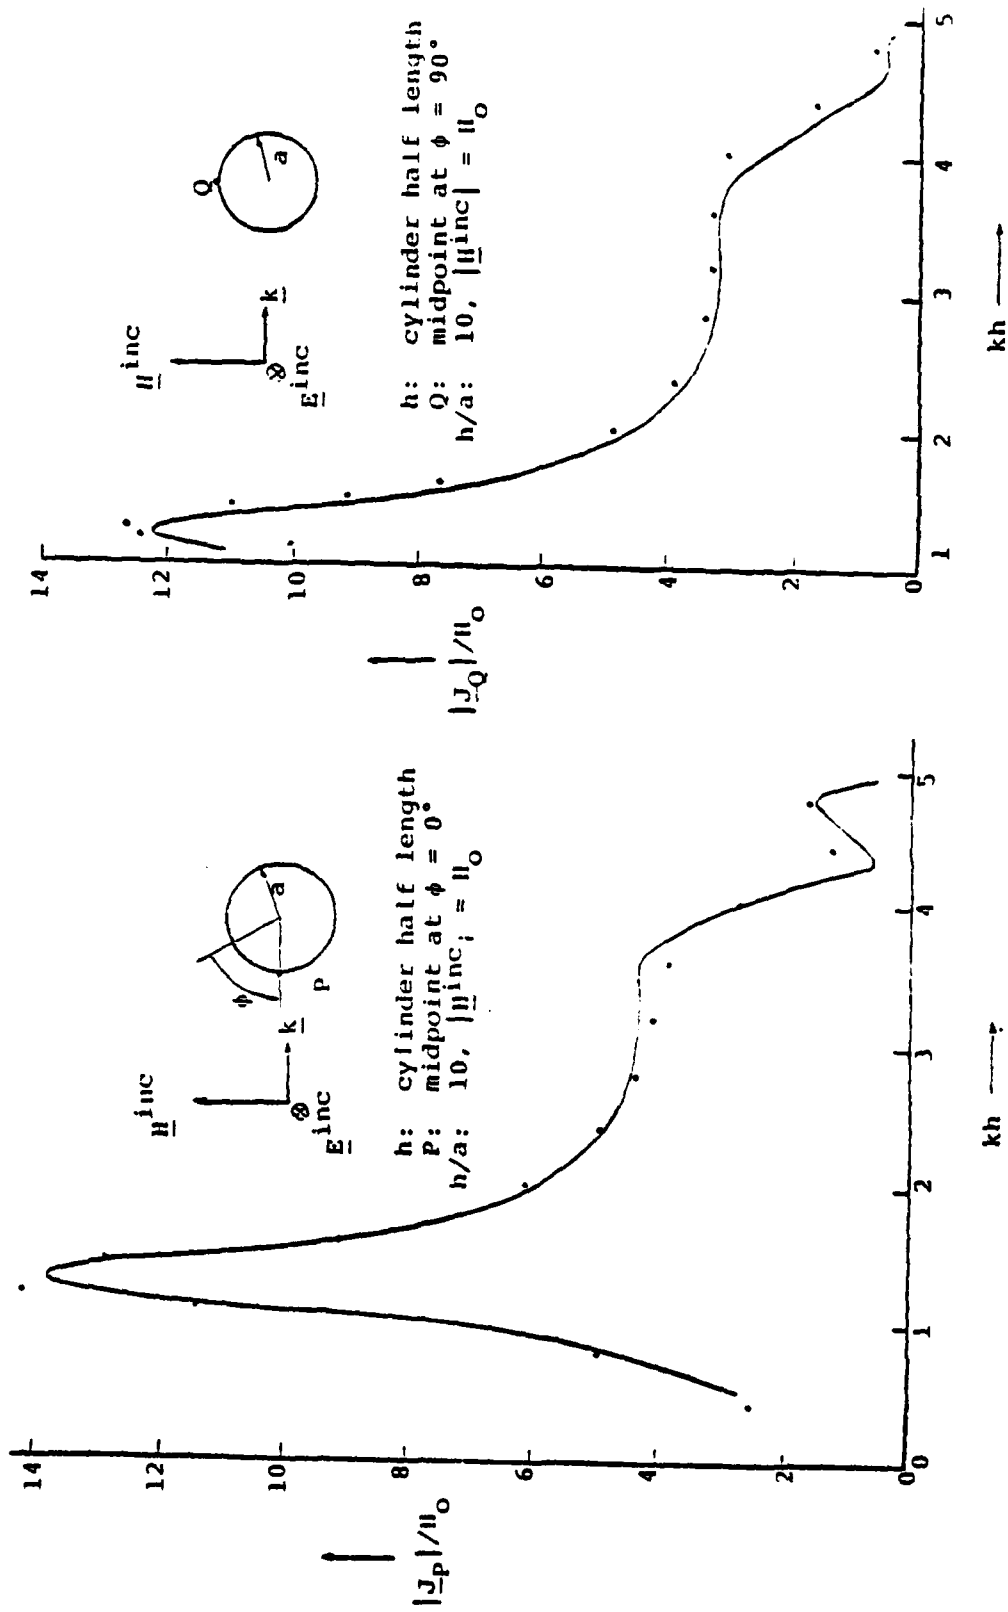 |J_P|/H_o
14
12
10
8
6
4
2
0
1
2
3
4
5
kh
H^inc
k
E^inc
φ
a
P
h: cylinder half length
P: midpoint at φ = 0°
h/a: 10, |H^inc| = H_o
|J_Q|/H_o
14
12
10
8
6
4
2
0
1
2
3
4
5
kh
H^inc
k
E^inc
Q
a
h: cylinder half length
Q: midpoint at φ = 90°
h/a: 10, |H^inc| = H_o